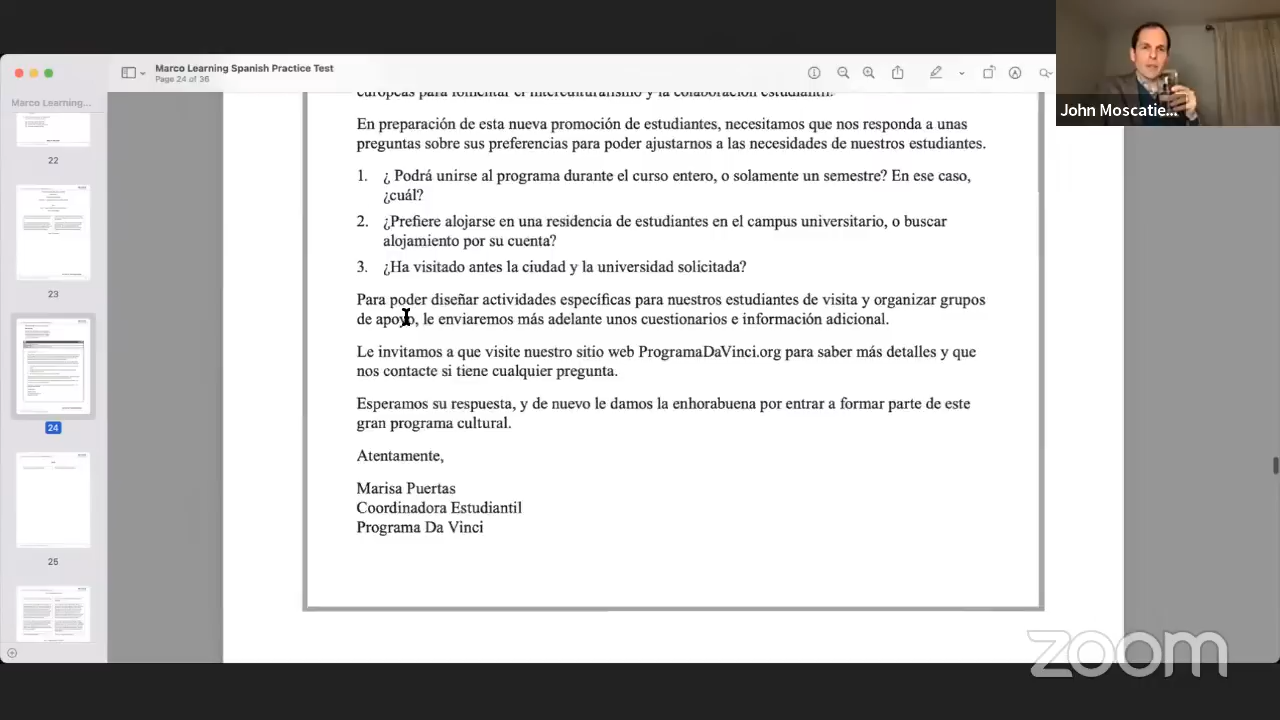 Marco Learning Spanish Practice Test
Page 24 of 36
Marco Learning...
22
23
24
25
europeas para fomentar el interculturalismo y la colaboración estudiantil.
En preparación de esta nueva promoción de estudiantes, necesitamos que nos responda a unas
preguntas sobre sus preferencias para poder ajustarnos a las necesidades de nuestros estudiantes.
1. ¿ Podrá unirse al programa durante el curso entero, o solamente un semestre? En ese caso,
¿cuál?
2. ¿Prefiere alojarse en una residencia de estudiantes en el campus universitario, o buscar
alojamiento por su cuenta?
3. ¿Ha visitado antes la ciudad y la universidad solicitada?
Para poder diseñar actividades específicas para nuestros estudiantes de visita y organizar grupos
de apoyo, le enviaremos más adelante unos cuestionarios e información adicional.
Le invitamos a que visite nuestro sitio web ProgramaDaVinci.org para saber más detalles y que
nos contacte si tiene cualquier pregunta.
Esperamos su respuesta, y de nuevo le damos la enhorabuena por entrar a formar parte de este
gran programa cultural.
Atentamente,
Marisa Puertas
Coordinadora Estudiantil
Programa Da Vinci
John Moscatie...
zoom